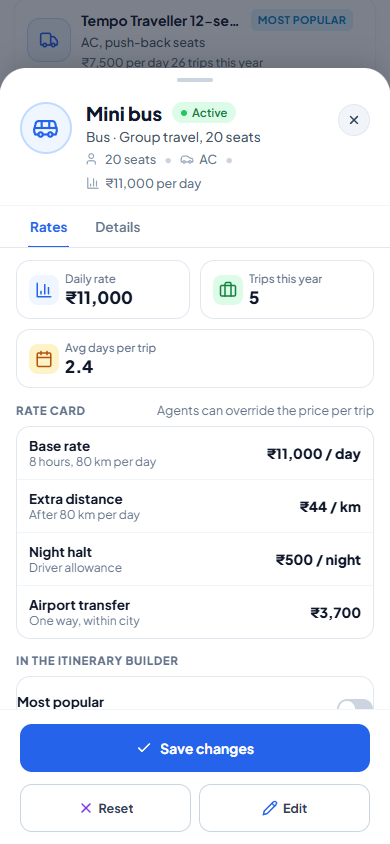 Tempo Traveller 12–se...
MOST POPULAR
AC, push-back seats
₹7,500 per day 26 trips this year
Mini bus
Active
Bus · Group travel, 20 seats
20 seats
AC
₹11,000 per day
Rates
Details
Daily rate
₹11,000
Trips this year
5
Avg days per trip
2.4
RATE CARD
Agents can override the price per trip
Base rate
8 hours, 80 km per day
₹11,000 / day
Extra distance
After 80 km per day
₹44 / km
Night halt
Driver allowance
₹500 / night
Airport transfer
One way, within city
₹3,700
IN THE ITINERARY BUILDER
Most popular
Save changes
Reset
Edit